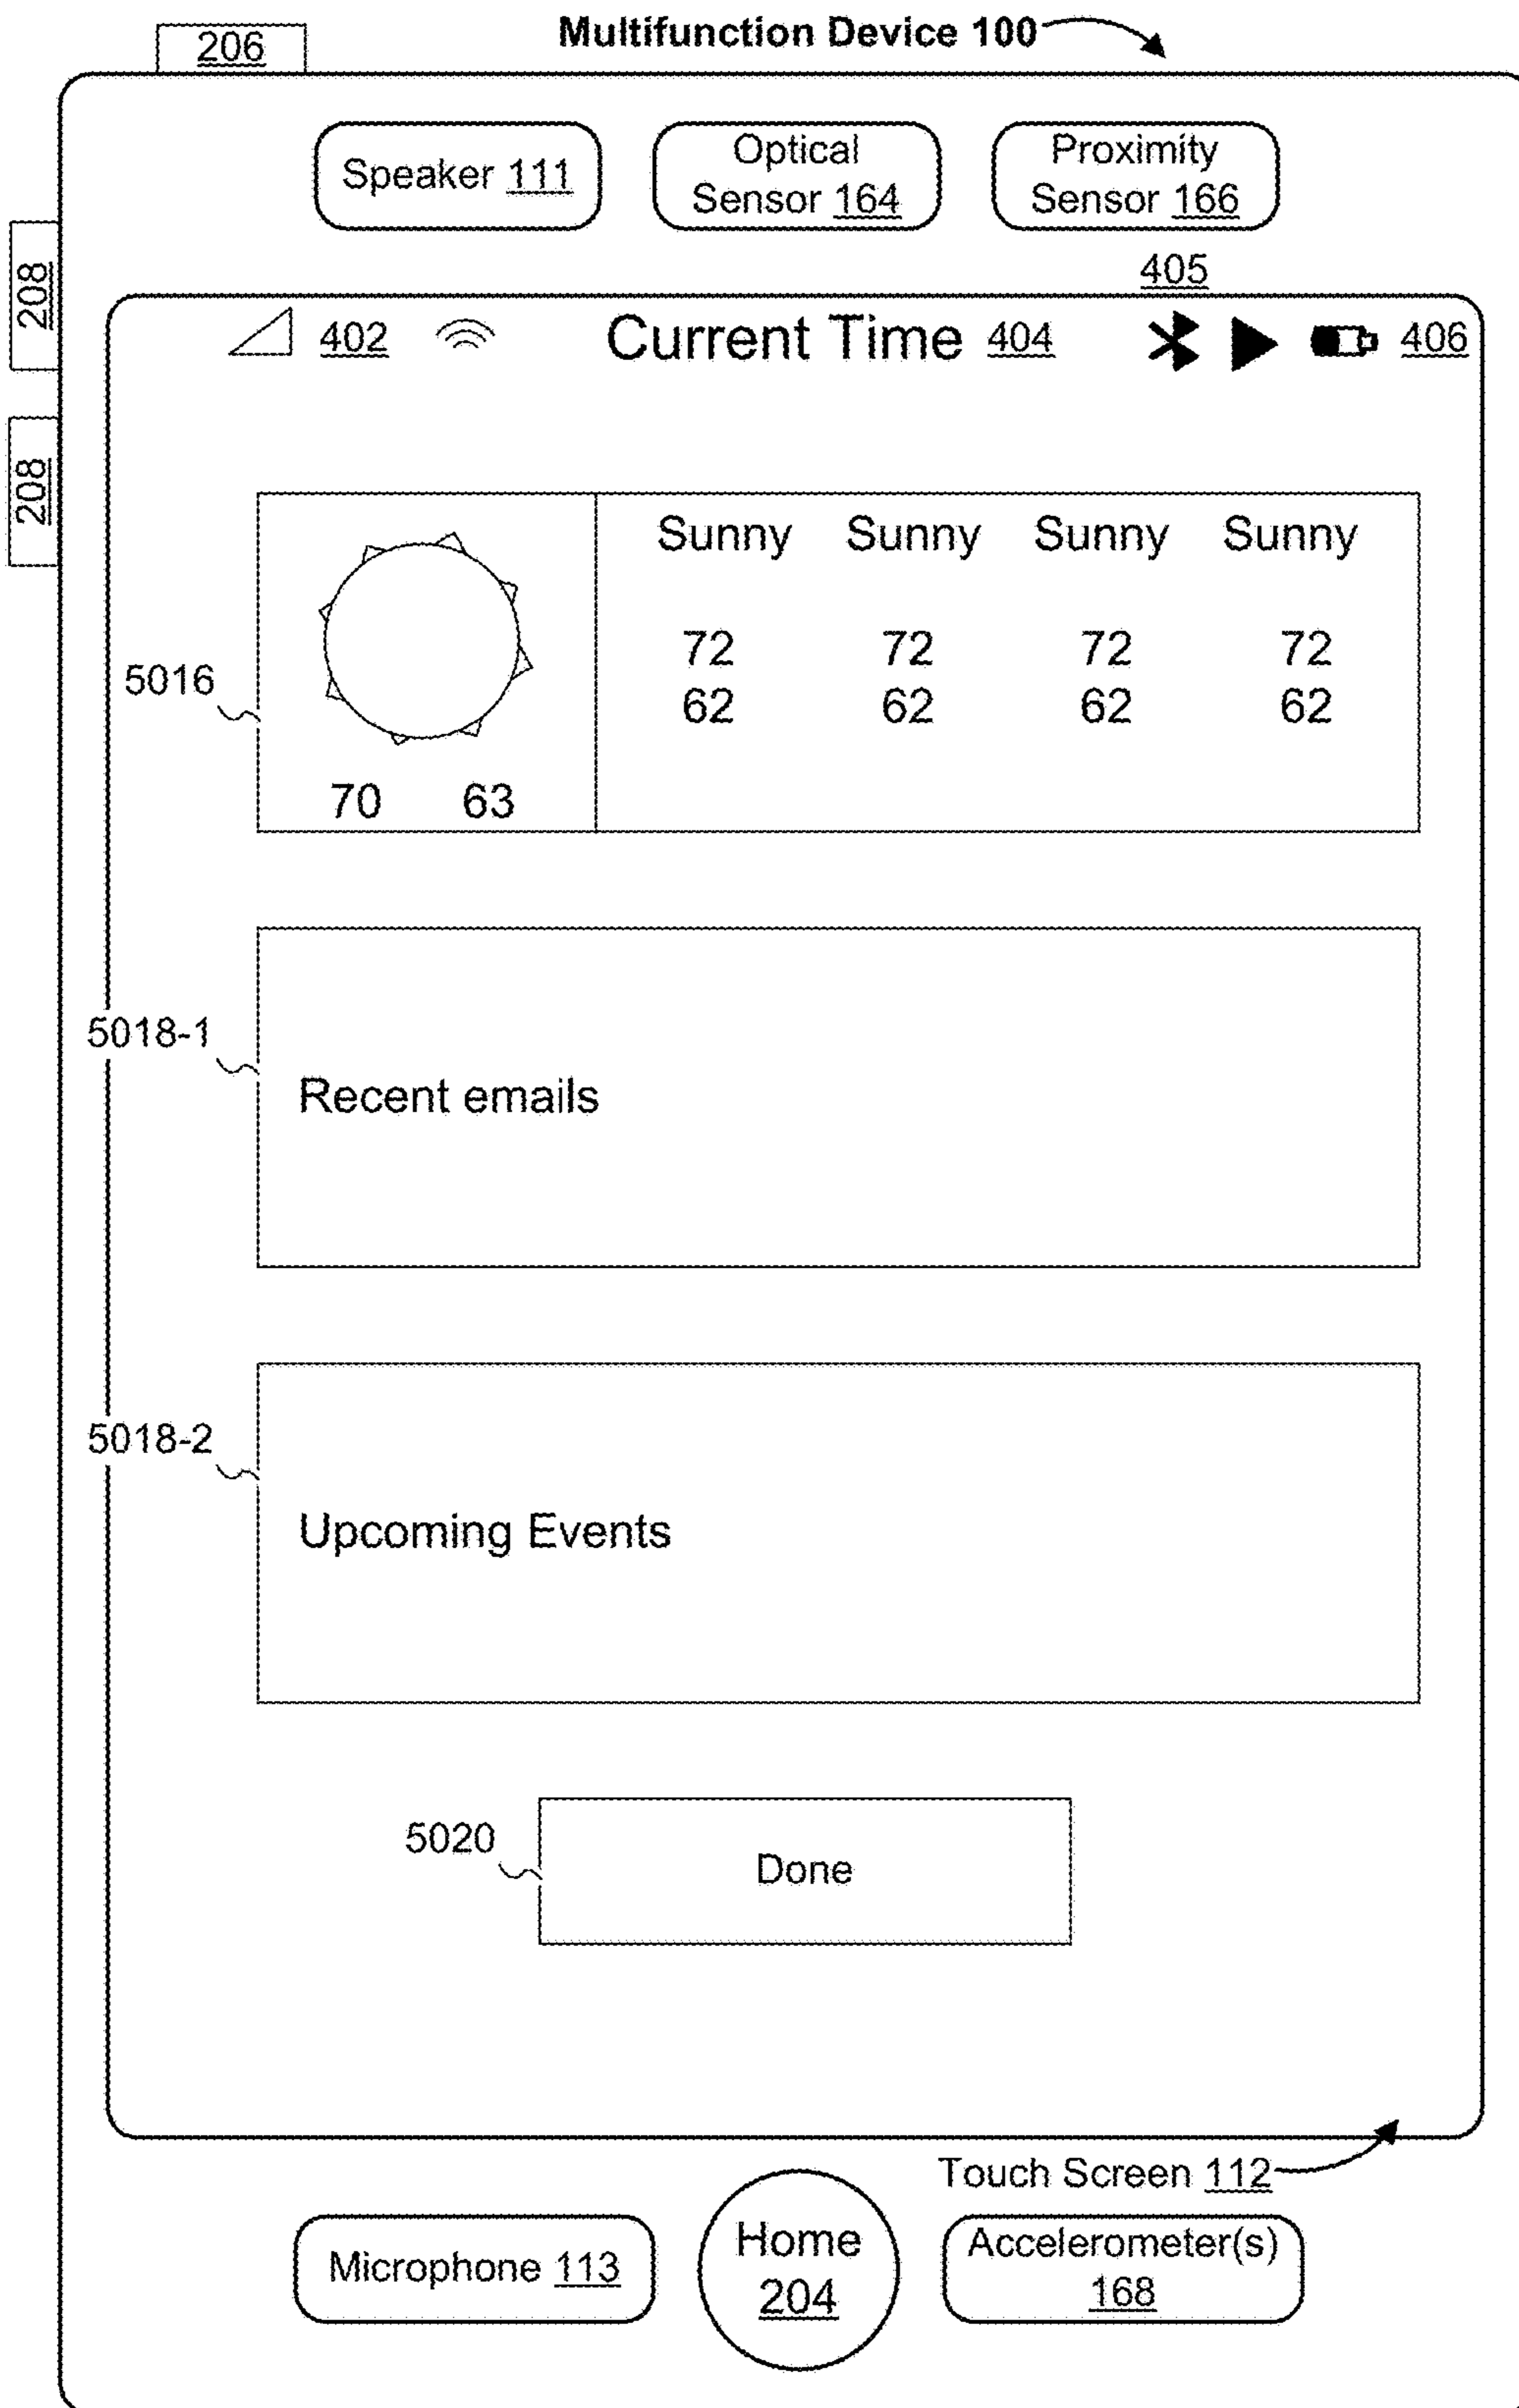 Multifunction Device 100
206
Speaker 111
Optical
Sensor 164
Proximity
Sensor 166
208
208
405
402
Current Time 404
406
5016
70 63
Sunny Sunny Sunny Sunny
72 72 72 72
62 62 62 62
5018-1
Recent emails
5018-2
Upcoming Events
5020
Done
Touch Screen 112
Microphone 113
Home
204
Accelerometer(s)
168